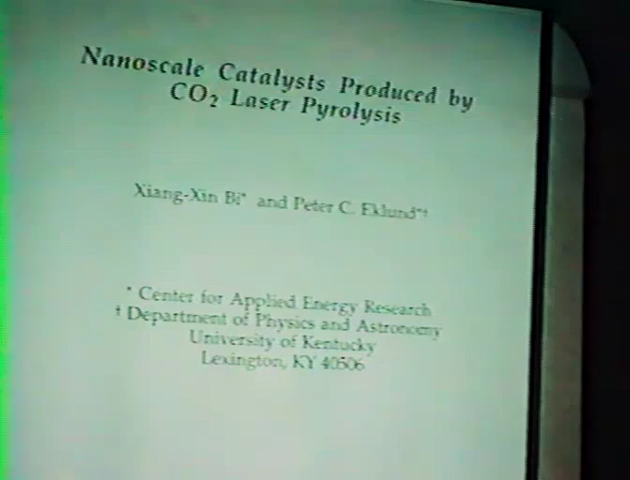 Nanoscale Catalysts Produced by
CO₂ Laser Pyrolysis
Xiang-Xin Bi* and Peter C. Eklund*†
* Center for Applied Energy Research
† Department of Physics and Astronomy
University of Kentucky
Lexington, KY 40506